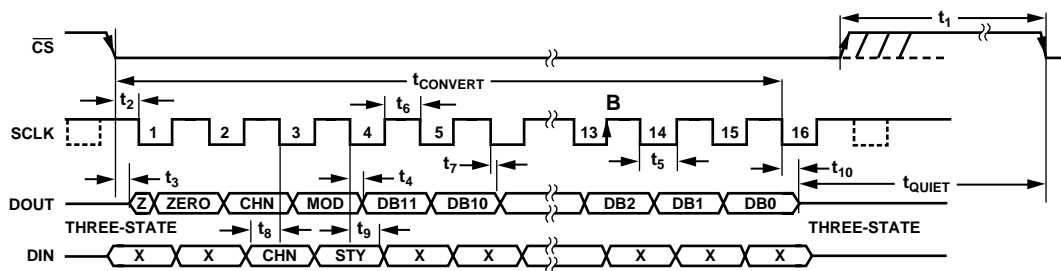 t1
CS
tCONVERT
t2 t6 B
SCLK 1 2 3 4 5 13 14 15 16
t7 t5 t10
t3 t4 tQUIET
DOUT Z ZERO CHN MOD DB11 DB10 DB2 DB1 DB0
THREE-STATE THREE-STATE
t8 t9
DIN X X CHN STY X X X X X